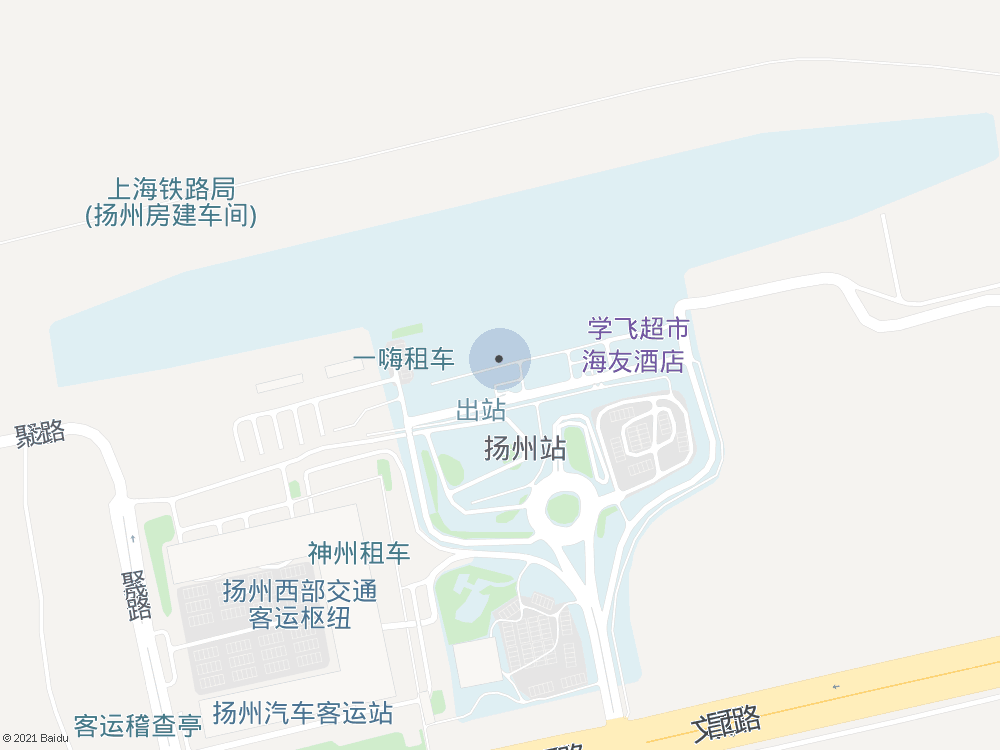 上海铁路局
(扬州房建车间)
学飞超市
一嗨租车
海友酒店
出站
聚路
扬州站
神州租车
聚路
扬州西部交通
客运枢纽
扬州汽车客运站
客运稽查亭
© 2021 Baidu